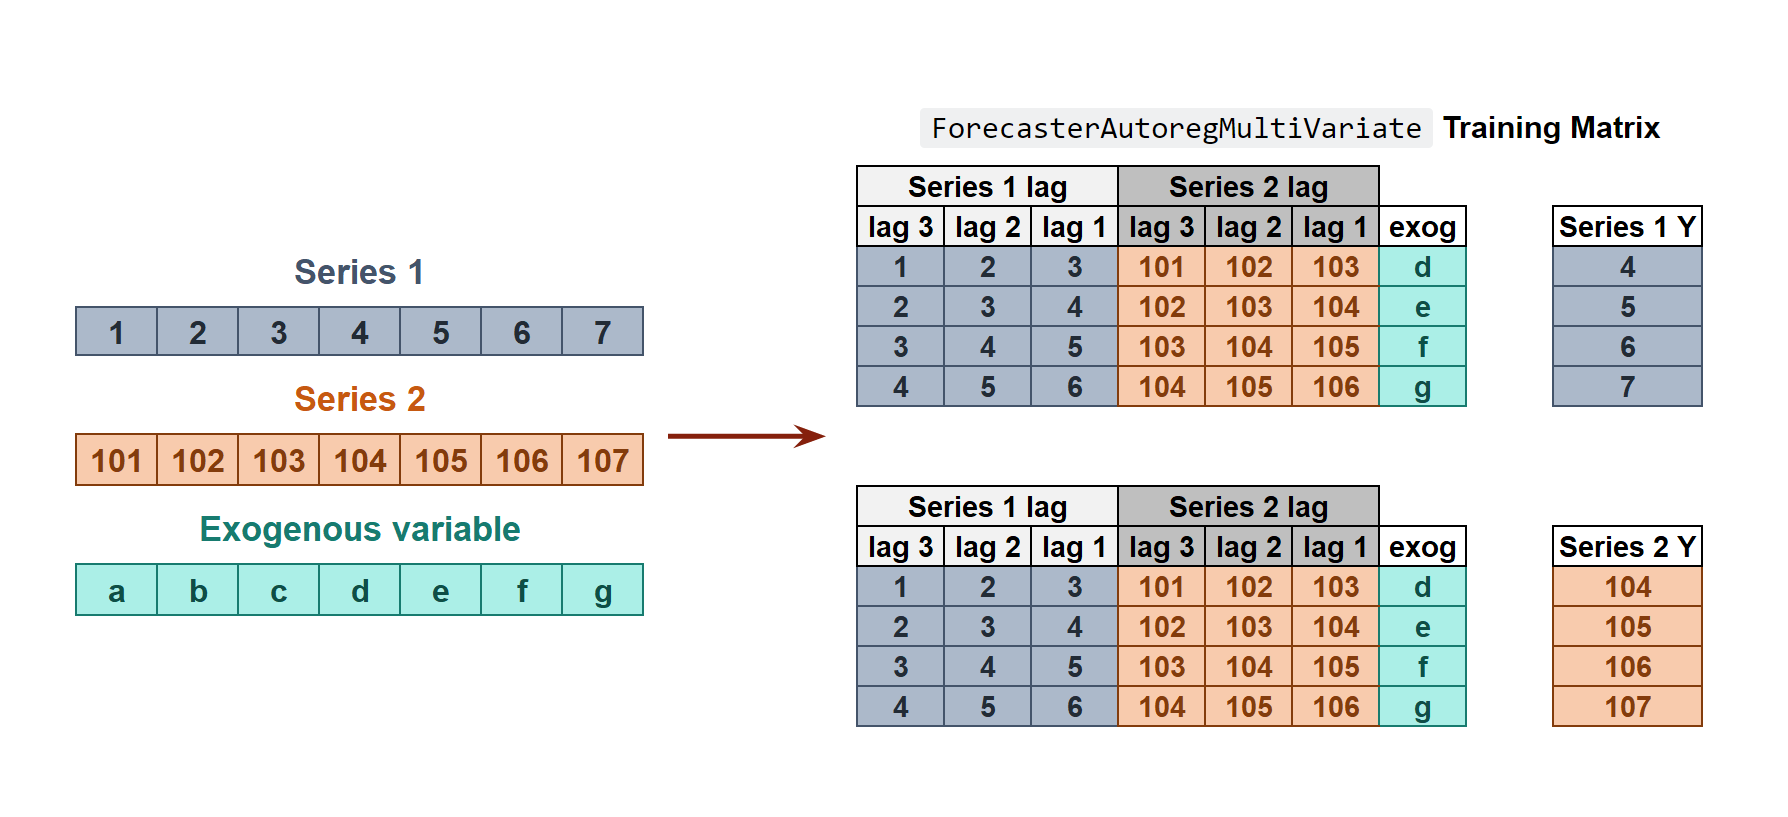 Series 1
1 2 3 4 5 6 7
Series 2
101 102 103 104 105 106 107
Exogenous variable
a b c d e f g
ForecasterAutoregMultiVariate Training Matrix
Series 1 lag Series 2 lag
lag 3 lag 2 lag 1 lag 3 lag 2 lag 1 exog Series 1 Y
1 2 3 101 102 103 d 4
2 3 4 102 103 104 e 5
3 4 5 103 104 105 f 6
4 5 6 104 105 106 g 7
Series 1 lag Series 2 lag
lag 3 lag 2 lag 1 lag 3 lag 2 lag 1 exog Series 2 Y
1 2 3 101 102 103 d 104
2 3 4 102 103 104 e 105
3 4 5 103 104 105 f 106
4 5 6 104 105 106 g 107